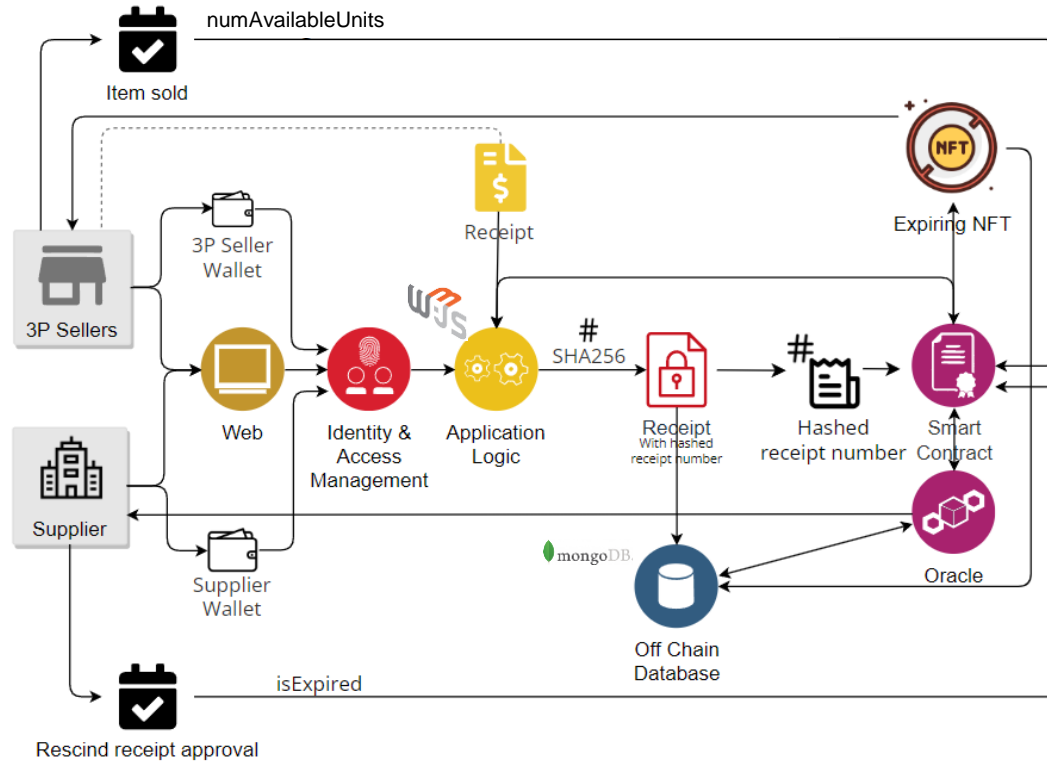 numAvailableUnits
Item sold
NFT
Expiring NFT
Receipt
3P Seller
Wallet
3P Sellers
W3JS
#
SHA256
#
Web
Identity &
Access
Management
Application
Logic
Receipt
With hashed
receipt number
Hashed
receipt number
Smart
Contract
Supplier
mongoDB.
Oracle
Supplier
Wallet
Off Chain
Database
isExpired
Rescind receipt approval